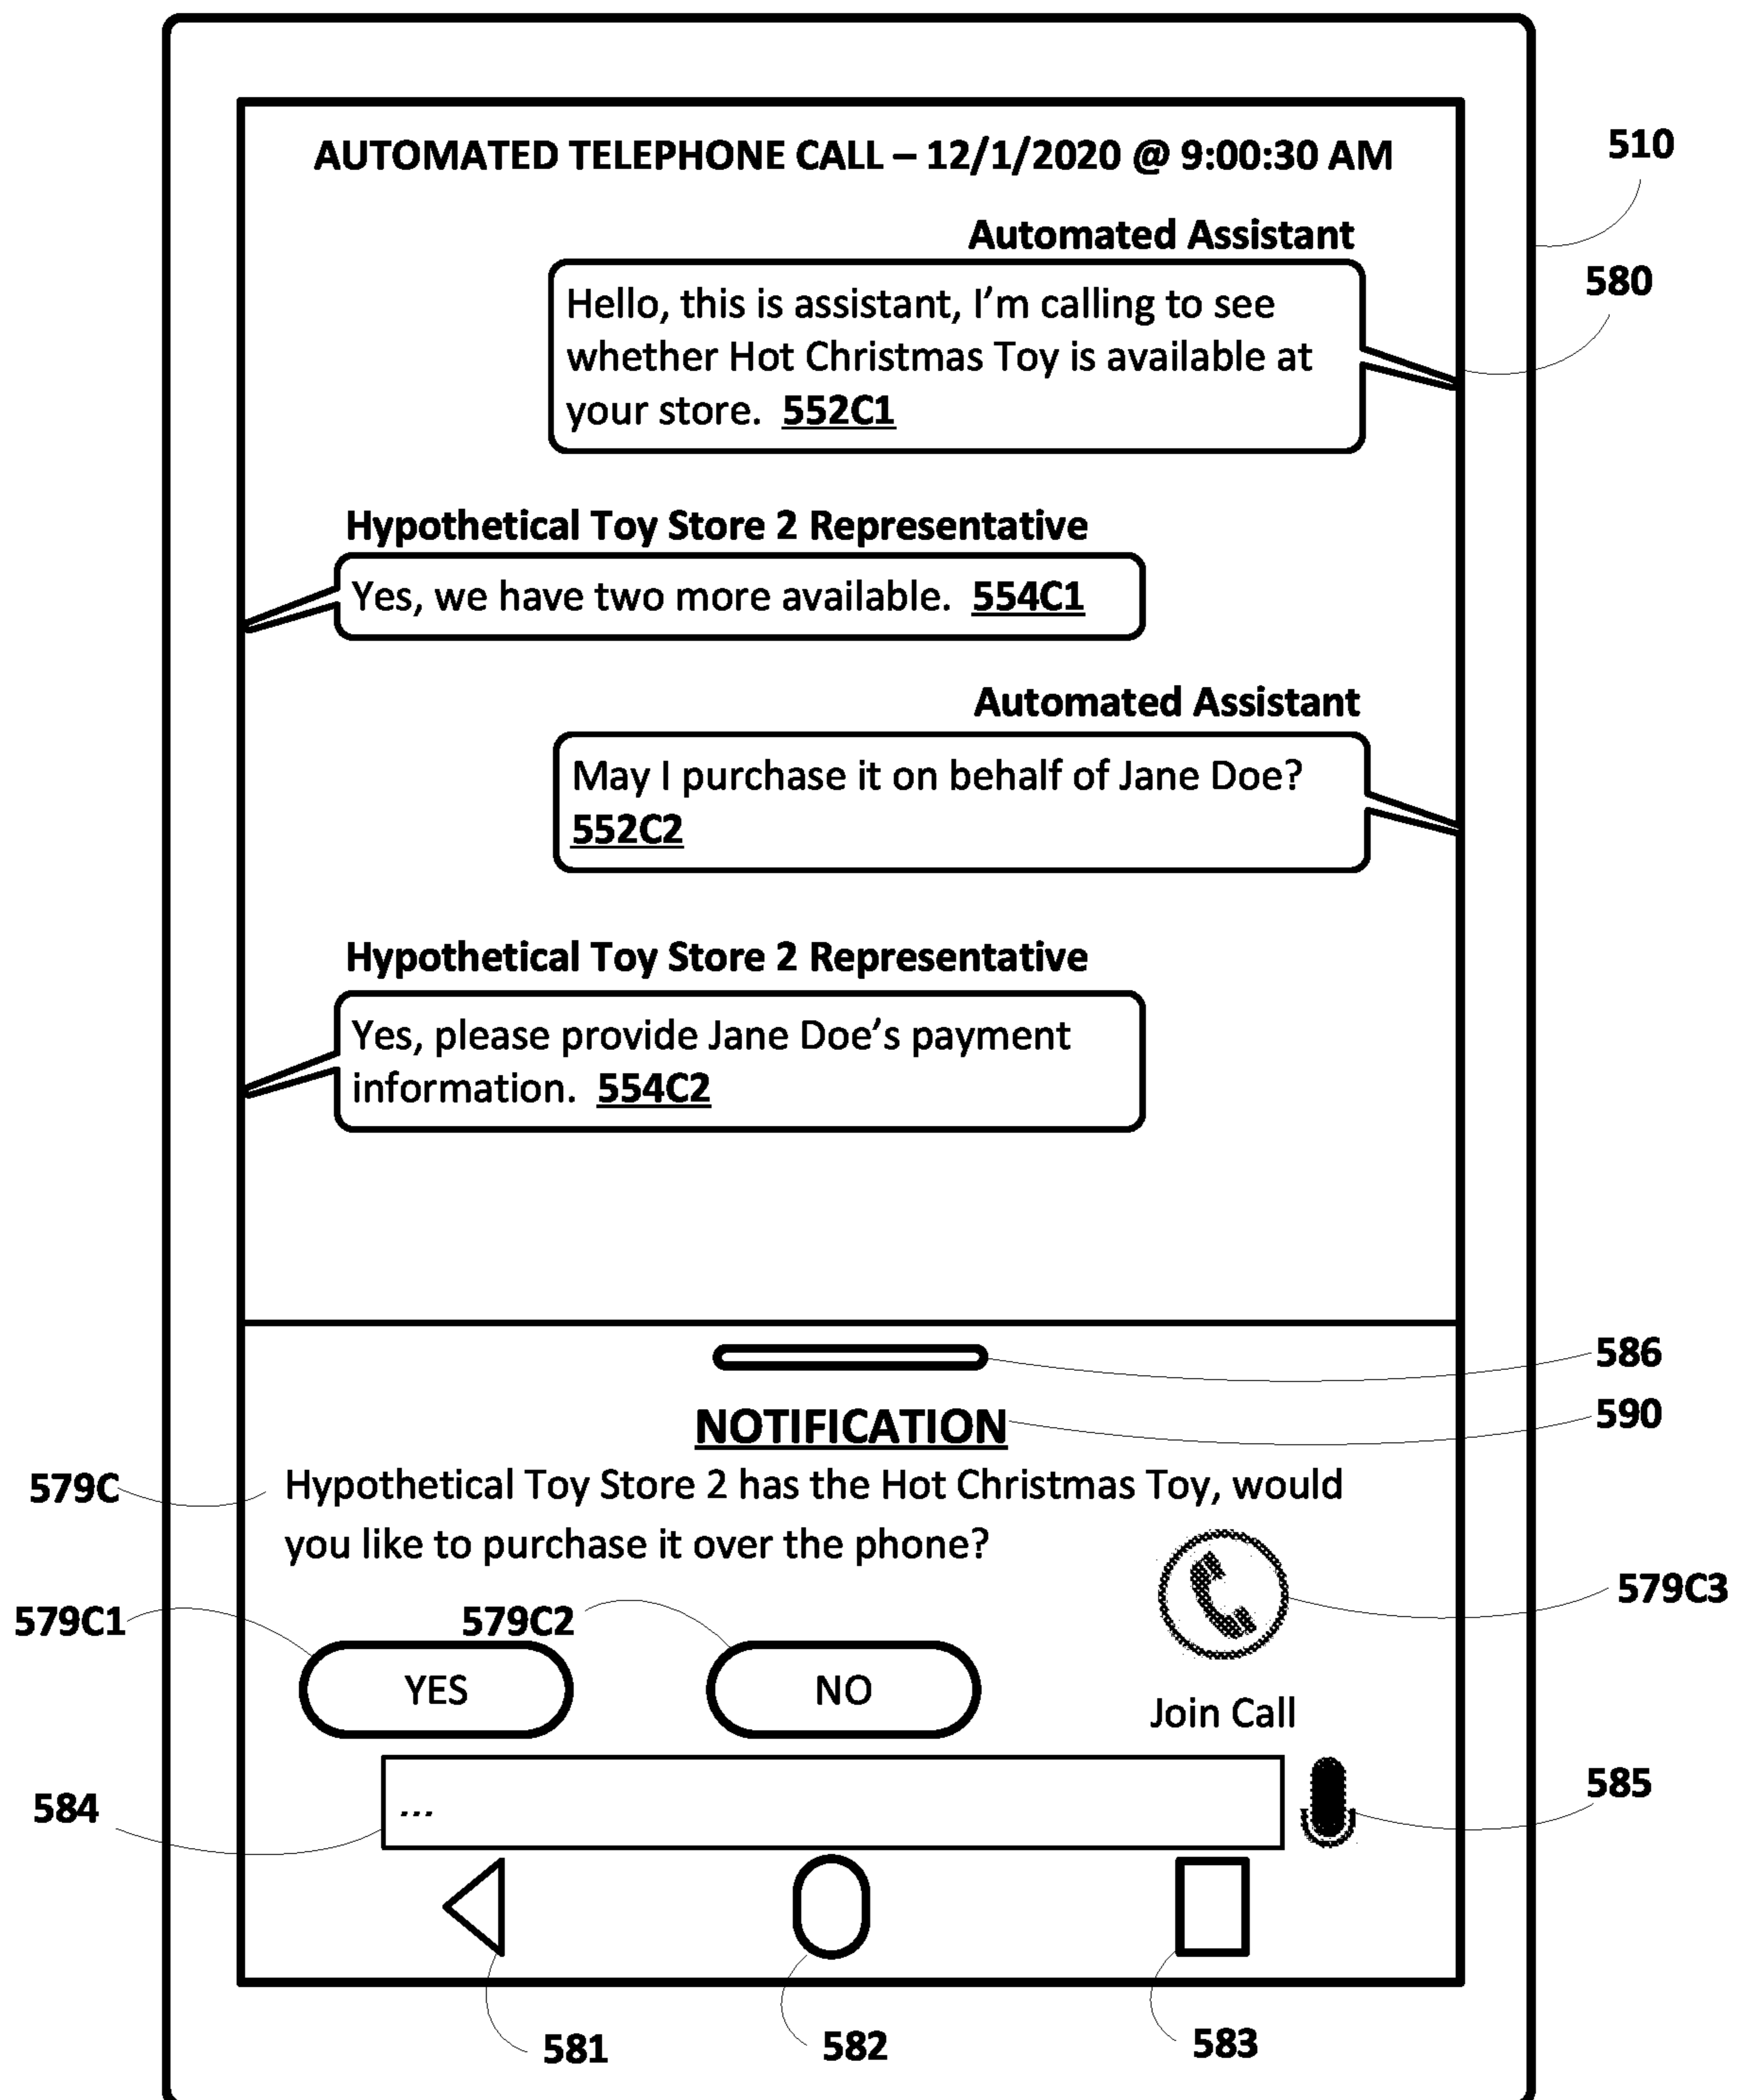 AUTOMATED TELEPHONE CALL – 12/1/2020 @ 9:00:30 AM
510
Automated Assistant
580
Hello, this is assistant, I'm calling to see
whether Hot Christmas Toy is available at
your store. 552C1
Hypothetical Toy Store 2 Representative
Yes, we have two more available. 554C1
Automated Assistant
May I purchase it on behalf of Jane Doe?
552C2
Hypothetical Toy Store 2 Representative
Yes, please provide Jane Doe's payment
information. 554C2
586
590
NOTIFICATION
579C
Hypothetical Toy Store 2 has the Hot Christmas Toy, would
you like to purchase it over the phone?
579C3
579C1
579C2
YES
NO
Join Call
584
...
585
581
582
583